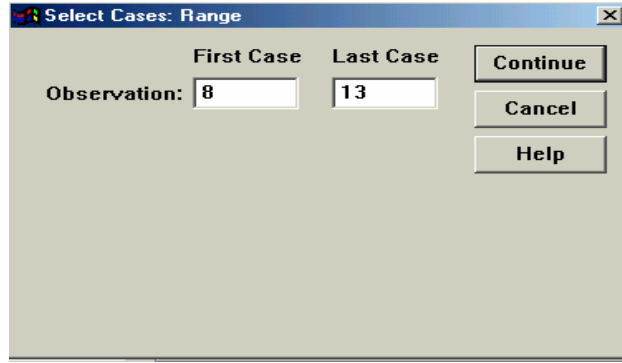 Select Cases: Range
First Case Last Case
Observation: 8 13
Continue
Cancel
Help